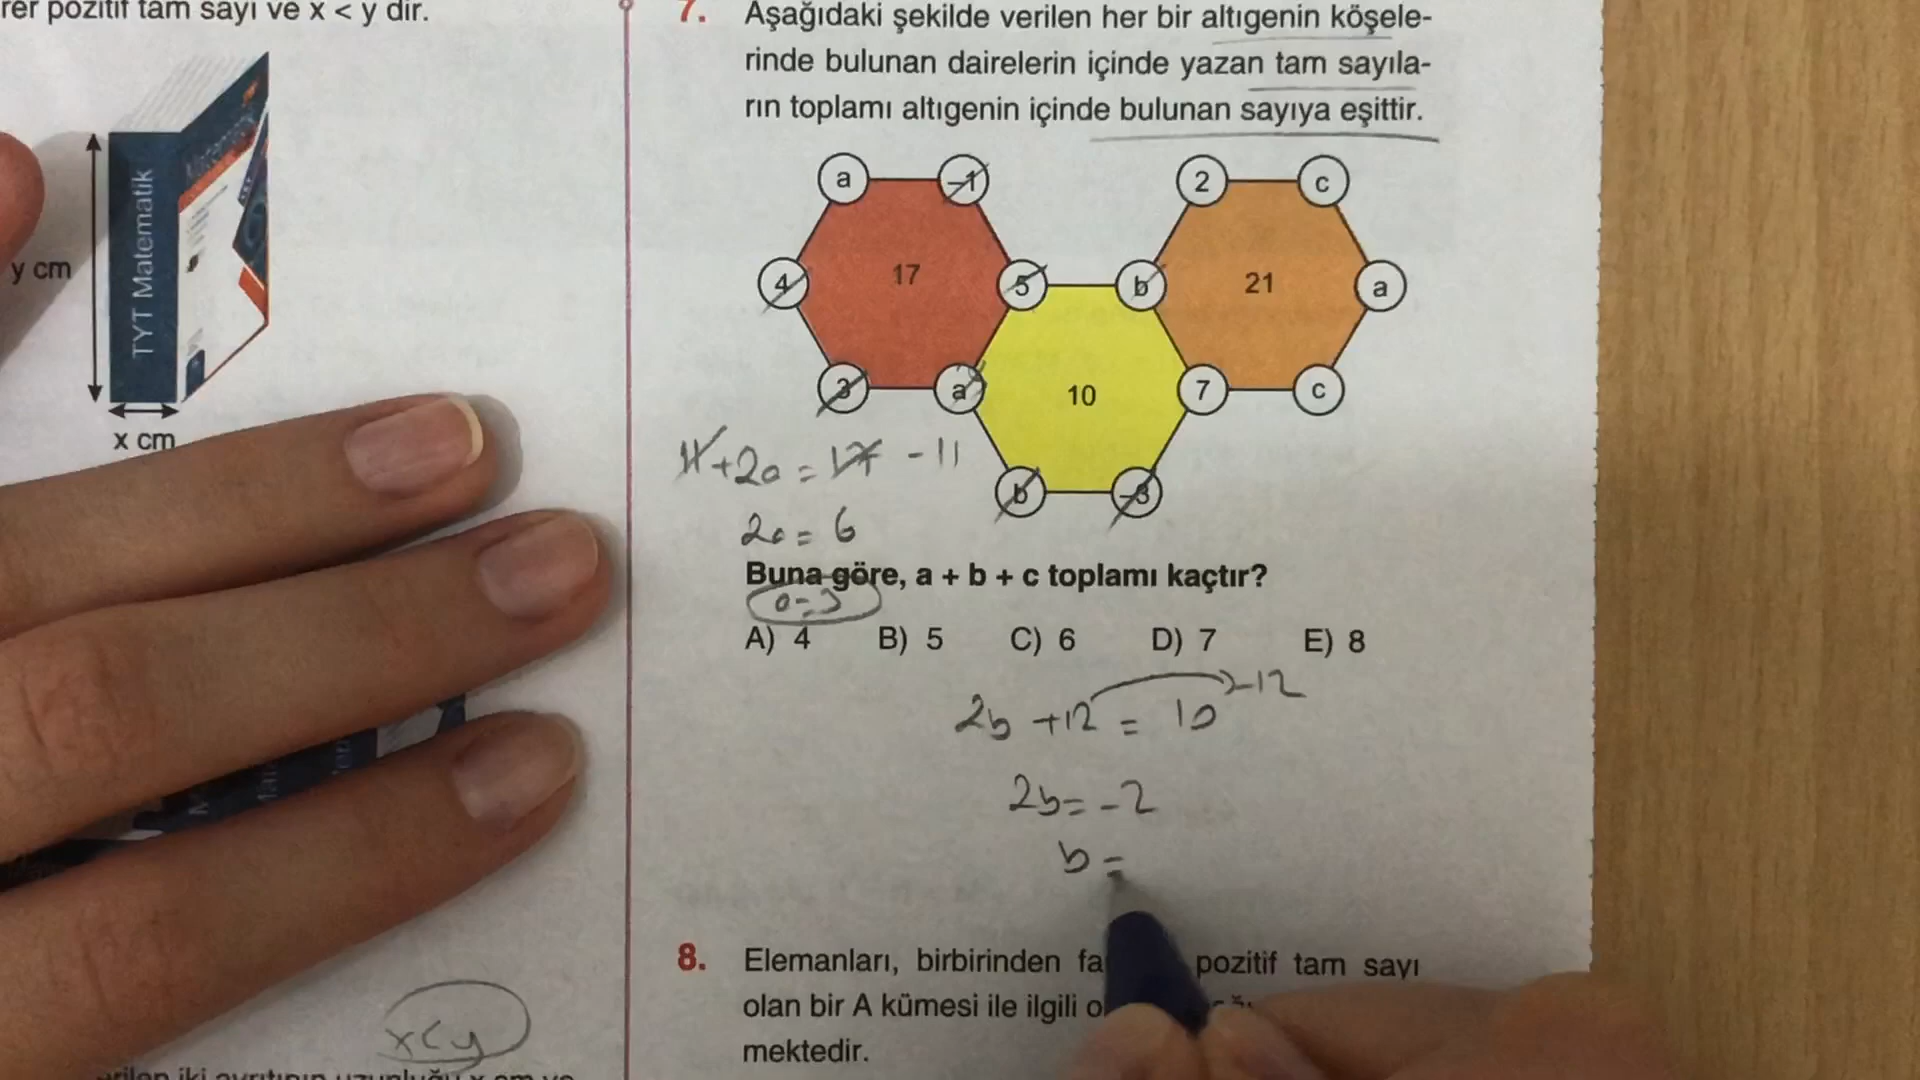 rer pozitif tam sayı ve x < y dir.
TYT Matematik
y cm
x cm
x<y
7. Aşağıdaki şekilde verilen her bir altıgenin köşele-
rinde bulunan dairelerin içinde yazan tam sayıla-
rın toplamı altıgenin içinde bulunan sayıya eşittir.
a -1 2 c
4 17 5 b 21 a
3 a 10 7 c
b -3
11+2a = 17 - 11
2a = 6
Buna göre, a + b + c toplamı kaçtır?
a=3
A) 4 B) 5 C) 6 D) 7 E) 8
2b +12 = 10 -12
2b = -2
b =
8. Elemanları, birbirinden pozitif tam sayı
olan bir A kümesi ile ilgili
mektedir.